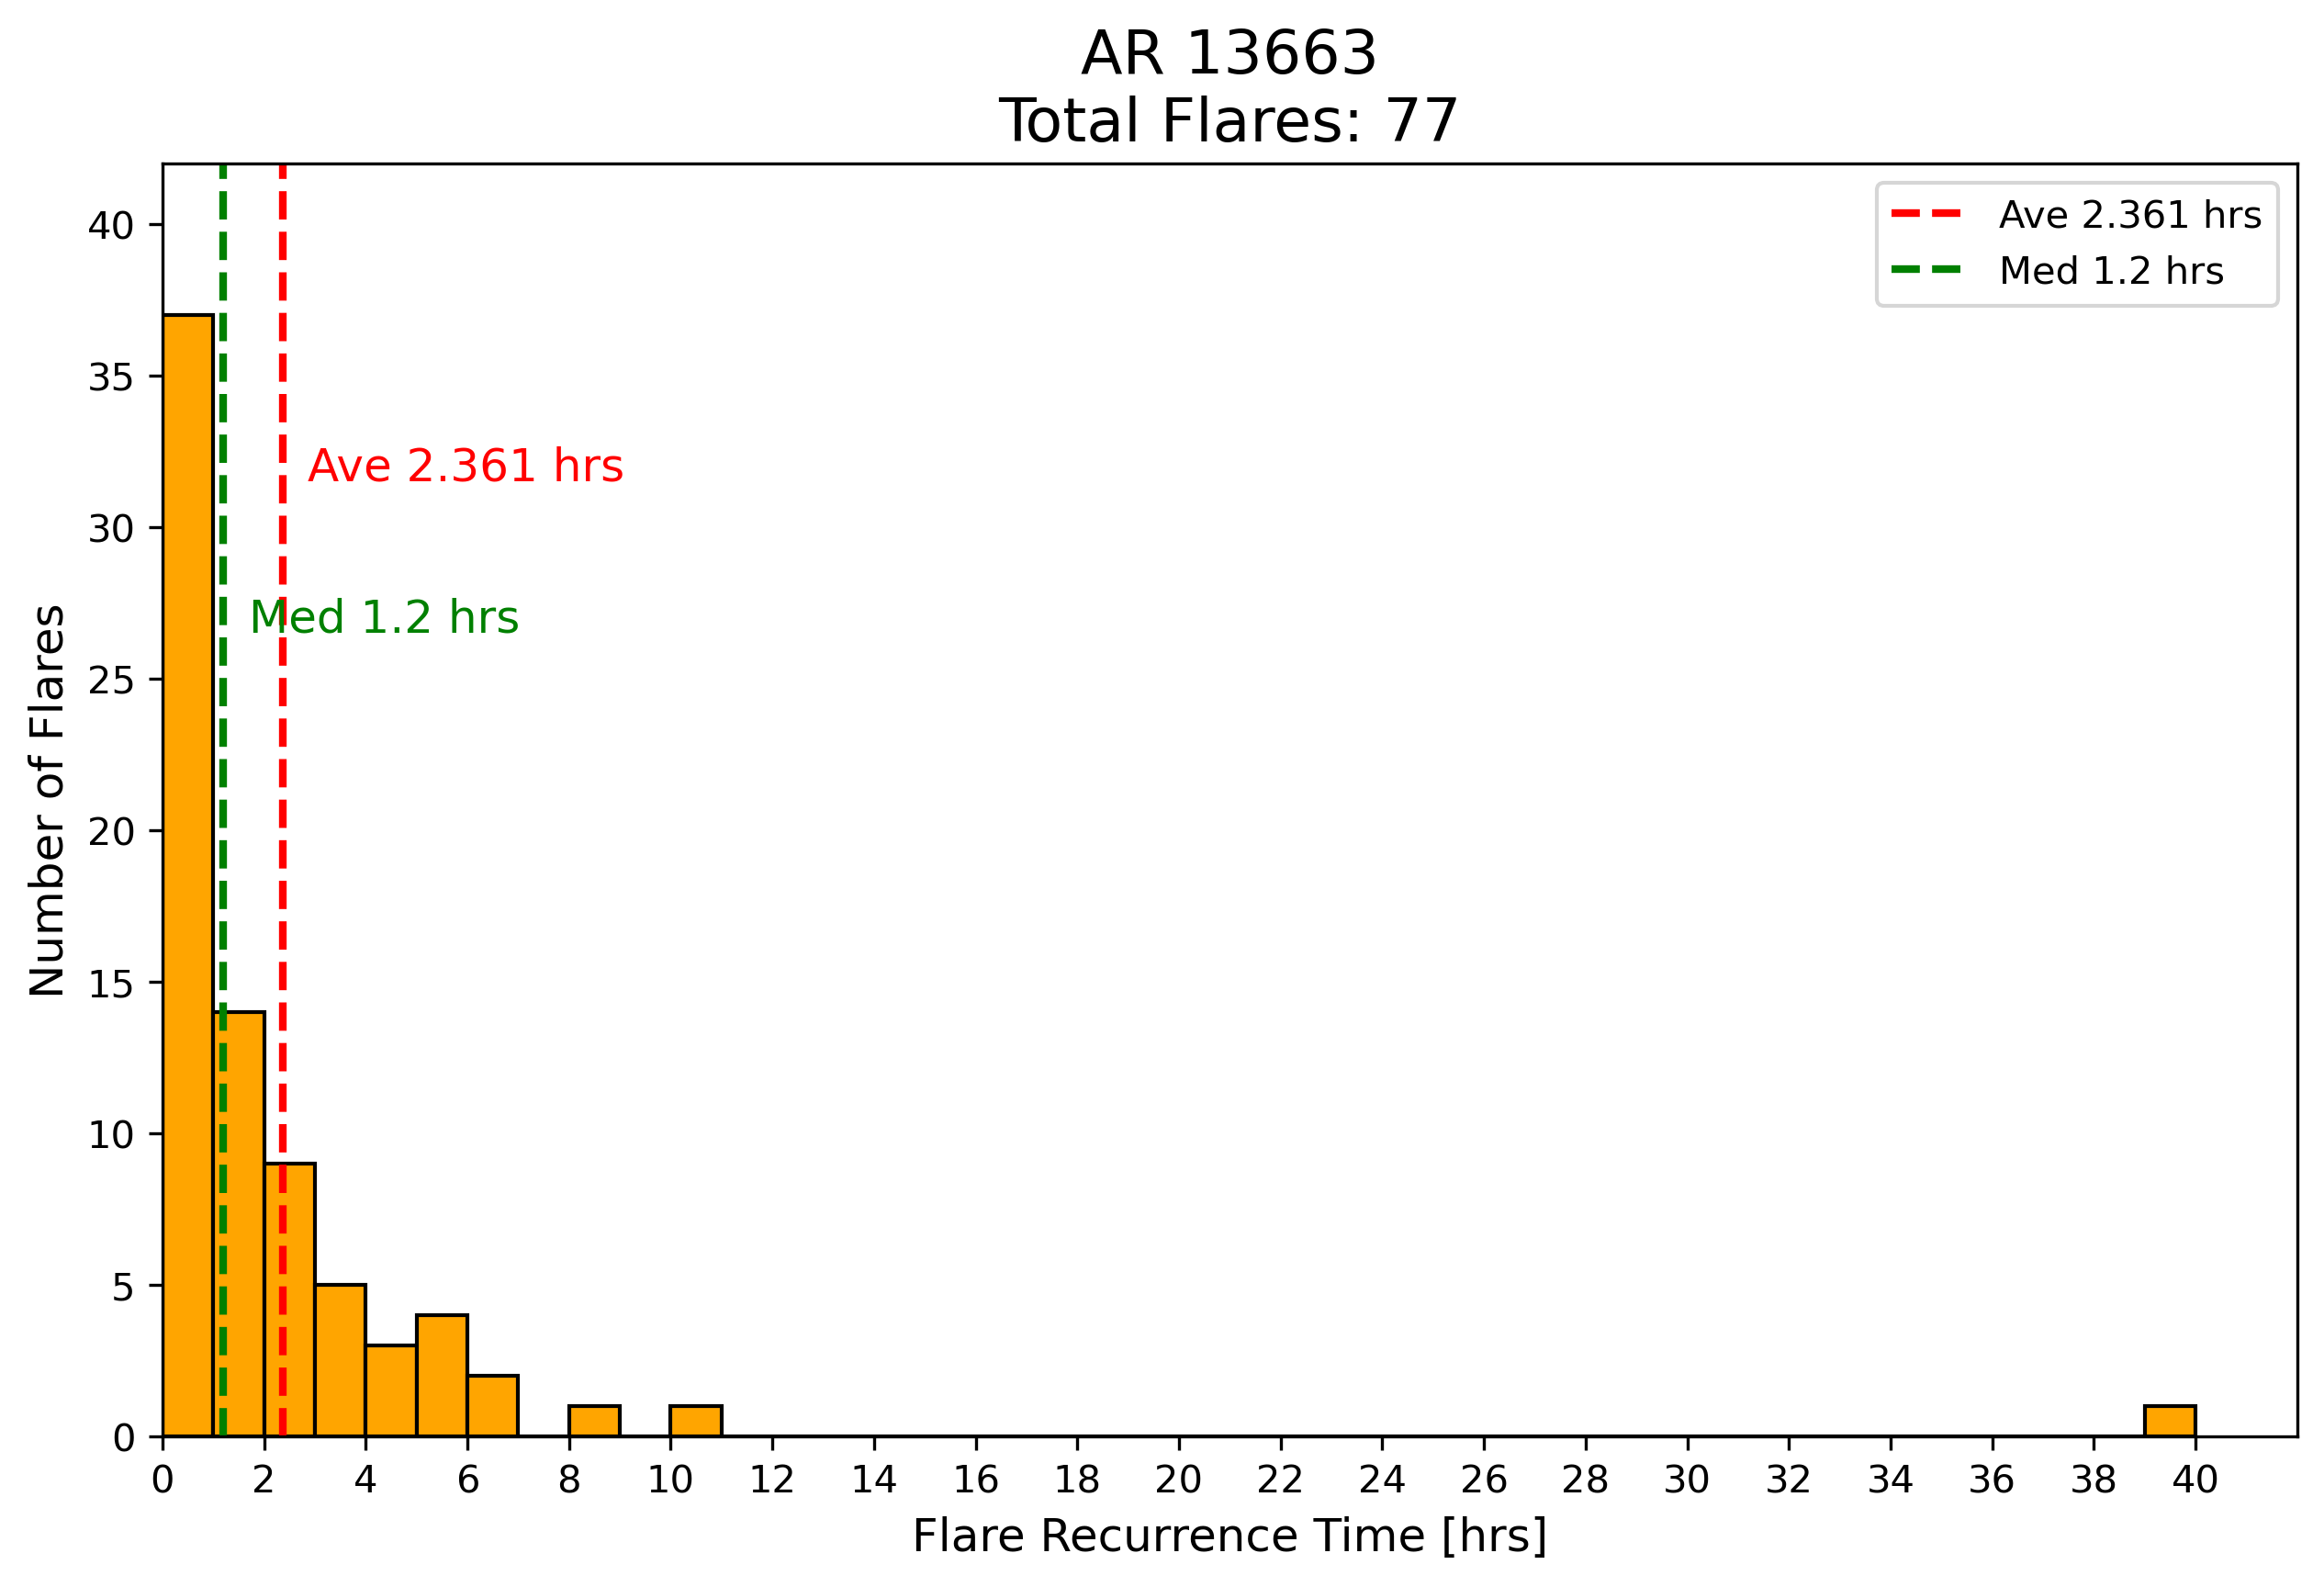 AR 13663
Total Flares: 77
Ave 2.361 hrs
Med 1.2 hrs
40
35
30
25
20
15
10
5
0
Number of Flares
Ave 2.361 hrs
Med 1.2 hrs
0 2 4 6 8 10 12 14 16 18 20 22 24 26 28 30 32 34 36 38 40
Flare Recurrence Time [hrs]